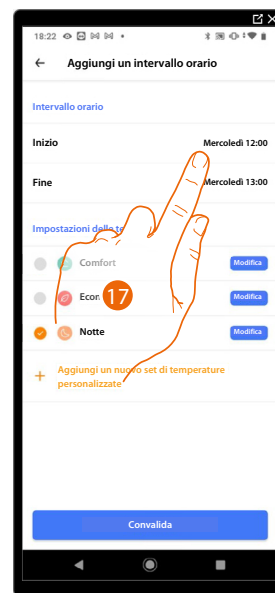 18:22
Aggiungi un intervallo orario
Intervallo orario
Inizio Mercoledì 12:00
Fine Mercoledì 13:00
Impostazioni delle te
Comfort Modifica
Econ Modifica
17
Notte Modifica
+ Aggiungi un nuovo set di temperature
personalizzate
Convalida